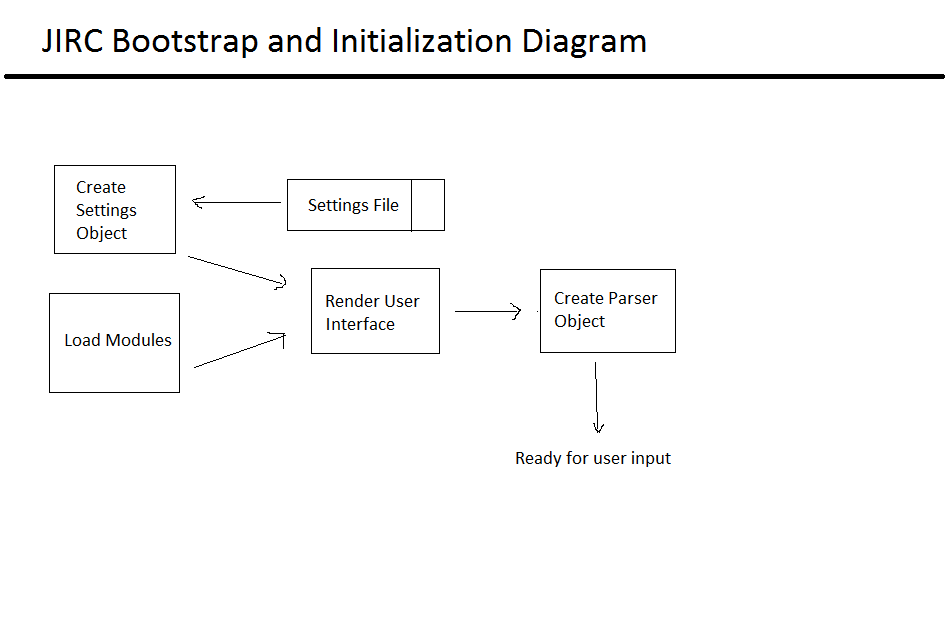 JIRC Bootstrap and Initialization Diagram
Create
Settings
Object
Settings File
Render User
Interface
Create Parser
Object
Load Modules
Ready for user input